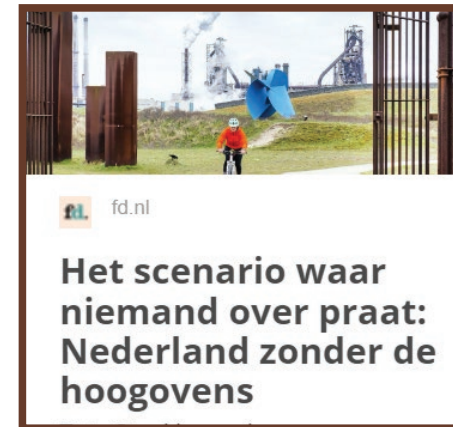 fd.
fd.nl
Het scenario waar
niemand over praat:
Nederland zonder de
hoogovens